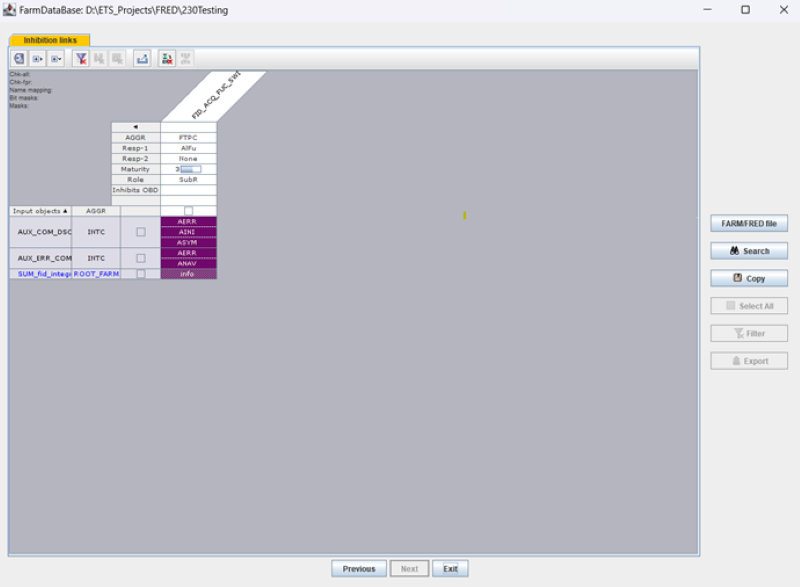 FarmDataBase: D:\ETS_Projects\FRED\230Testing
Inhibition links
Chk-all:
Chk-fpr:
Name mapping:
Bit masks:
Masks:
FID_ACQ_FUC_SWI
AGGR FTPC
Resp-1 AlFu
Resp-2 None
Maturity 3
Role SubR
Inhibits OBD
Input objects ▲ AGGR
AUX_COM_DSC INTC
AERR
AINI
ASYM
AUX_ERR_COM INTC
AERR
ANAV
SUM_fid_integr ROOT_FARM info
FARM/FRED file
Search
Copy
Select All
Filter
Export
Previous Next Exit